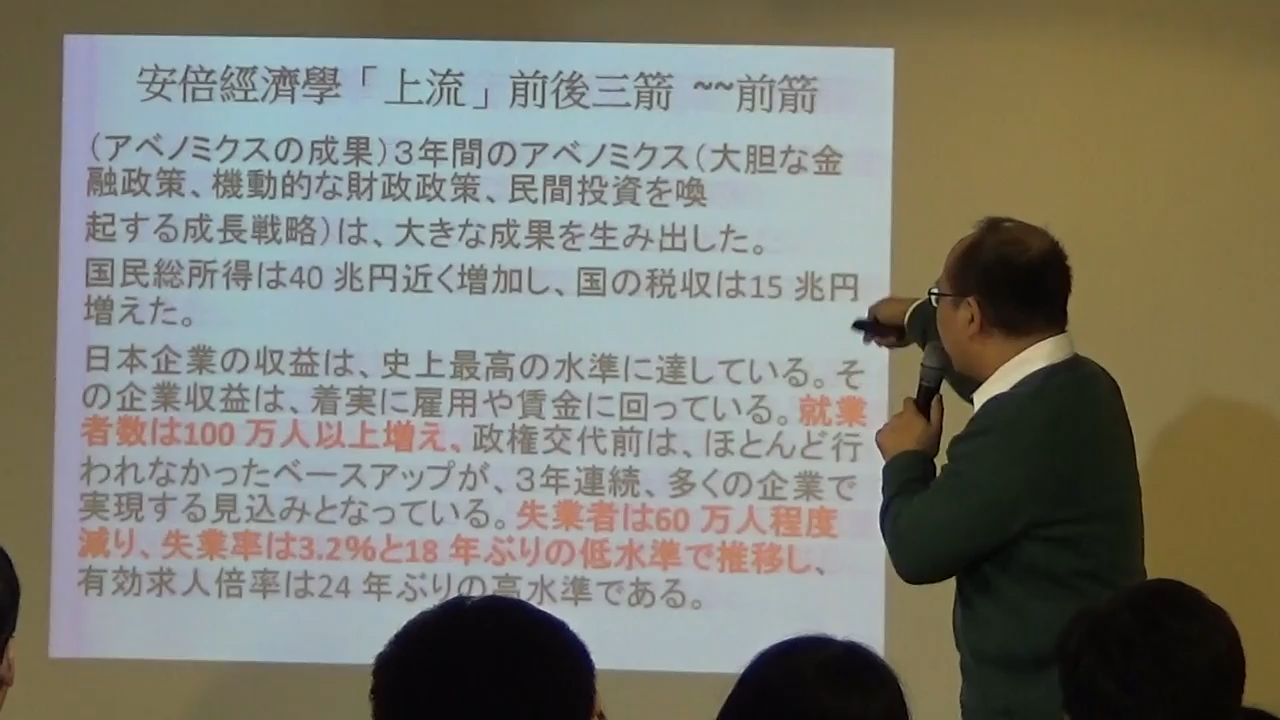 安倍經濟學「上流」前後三箭 ~~前箭
(アベノミクスの成果)3年間のアベノミクス(大胆な金
融政策、機動的な財政政策、民間投資を喚
起する成長戦略)は、大きな成果を生み出した。
国民総所得は40 兆円近く増加し、国の税収は15 兆円
増えた。
日本企業の収益は、史上最高の水準に達している。そ
の企業収益は、着実に雇用や賃金に回っている。就業
者数は100 万人以上増え、政権交代前は、ほとんど行
われなかったベースアップが、3年連続、多くの企業で
実現する見込みとなっている。失業者は60 万人程度
減り、失業率は3.2%と18 年ぶりの低水準で推移し、
有効求人倍率は24 年ぶりの高水準である。